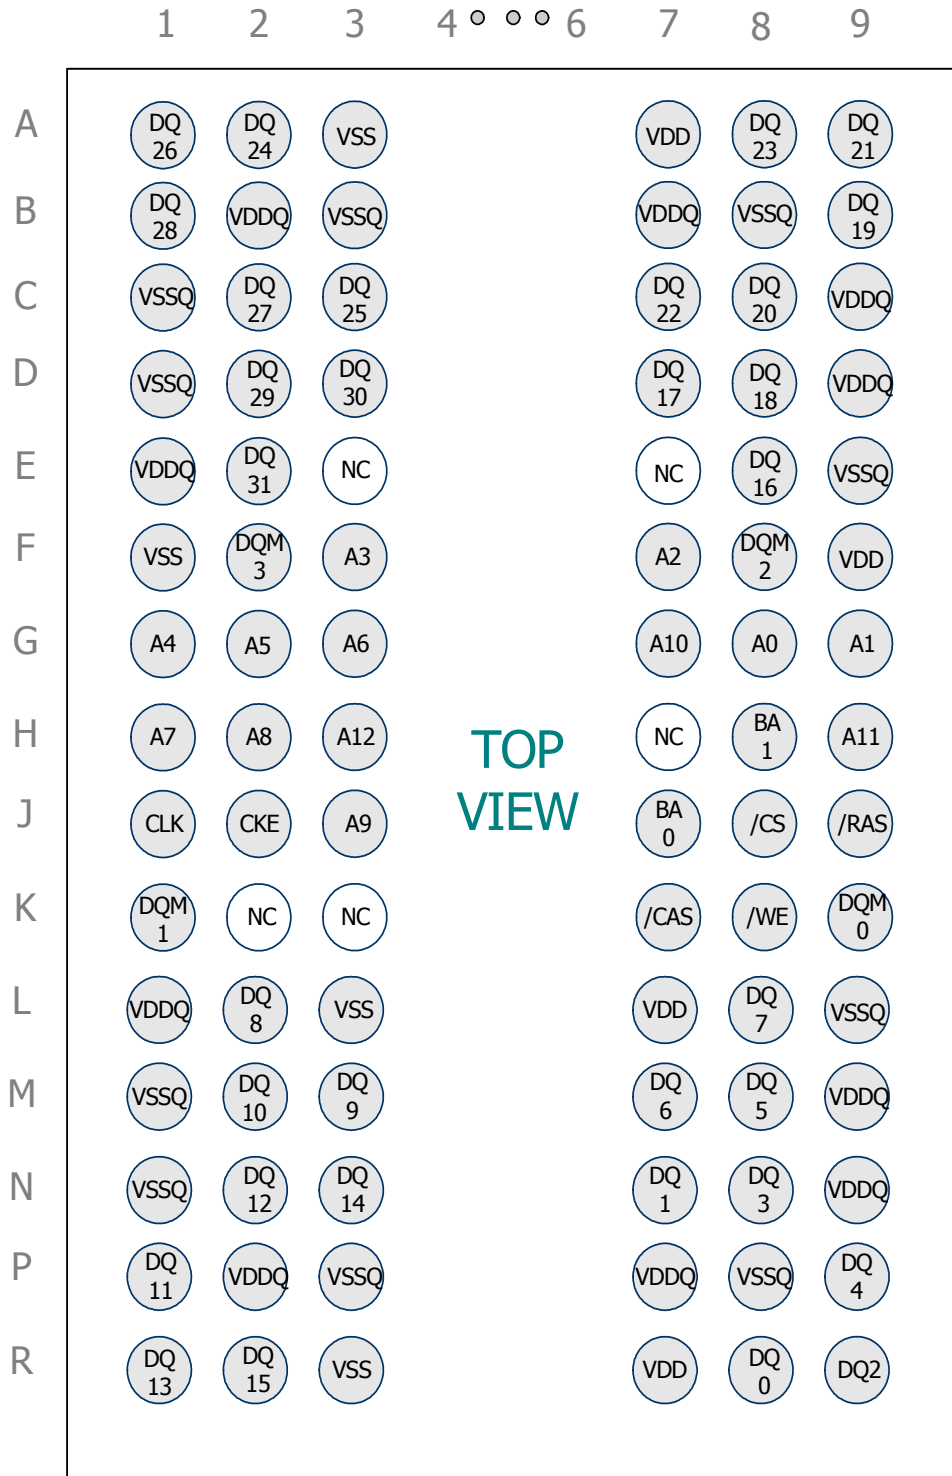 1 2 3 4 6 7 8 9
A DQ 26 DQ 24 VSS VDD DQ 23 DQ 21
B DQ 28 VDDQ VSSQ VDDQ VSSQ DQ 19
C VSSQ DQ 27 DQ 25 DQ 22 DQ 20 VDDQ
D VSSQ DQ 29 DQ 30 DQ 17 DQ 18 VDDQ
E VDDQ DQ 31 NC NC DQ 16 VSSQ
F VSS DQM 3 A3 A2 DQM 2 VDD
G A4 A5 A6 A10 A0 A1
H A7 A8 A12 NC BA 1 A11
TOP
VIEW
J CLK CKE A9 BA 0 /CS /RAS
K DQM 1 NC NC /CAS /WE DQM 0
L VDDQ DQ 8 VSS VDD DQ 7 VSSQ
M VSSQ DQ 10 DQ 9 DQ 6 DQ 5 VDDQ
N VSSQ DQ 12 DQ 14 DQ 1 DQ 3 VDDQ
P DQ 11 VDDQ VSSQ VDDQ VSSQ DQ 4
R DQ 13 DQ 15 VSS VDD DQ 0 DQ2